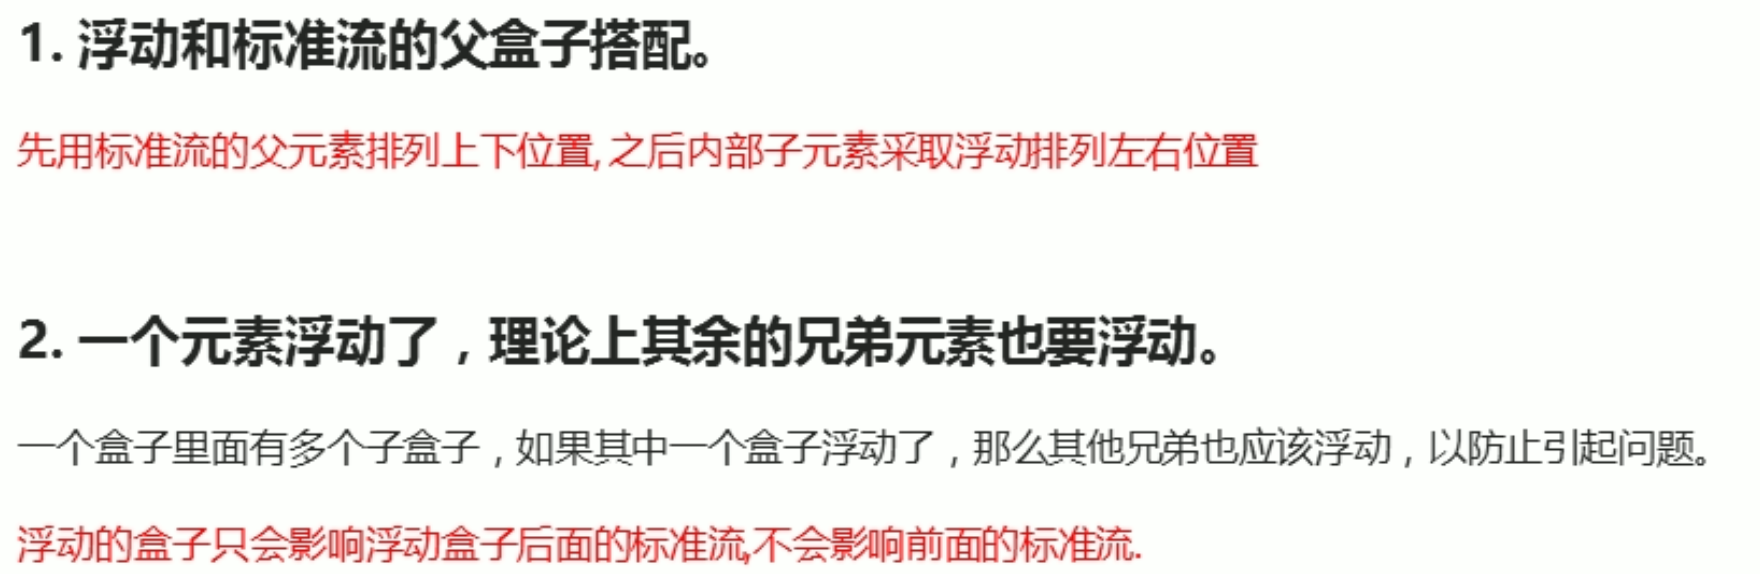 1. 浮动和标准流的父盒子搭配。
先用标准流的父元素排列上下位置, 之后内部子元素采取浮动排列左右位置
2. 一个元素浮动了，理论上其余的兄弟元素也要浮动。
一个盒子里面有多个子盒子，如果其中一个盒子浮动了，那么其他兄弟也应该浮动，以防止引起问题。
浮动的盒子只会影响浮动盒子后面的标准流,不会影响前面的标准流.